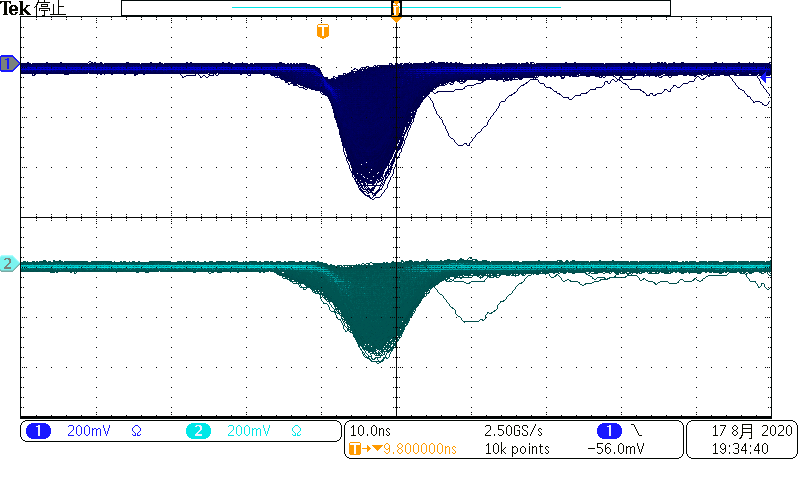 Tek 停止
T
T
1
2
1 200mV Ω
2 200mV Ω
10.0ns
T→▼9.800000ns
2.50GS/s
10k points
1 \
−56.0mV
17 8月 2020
19:34:40